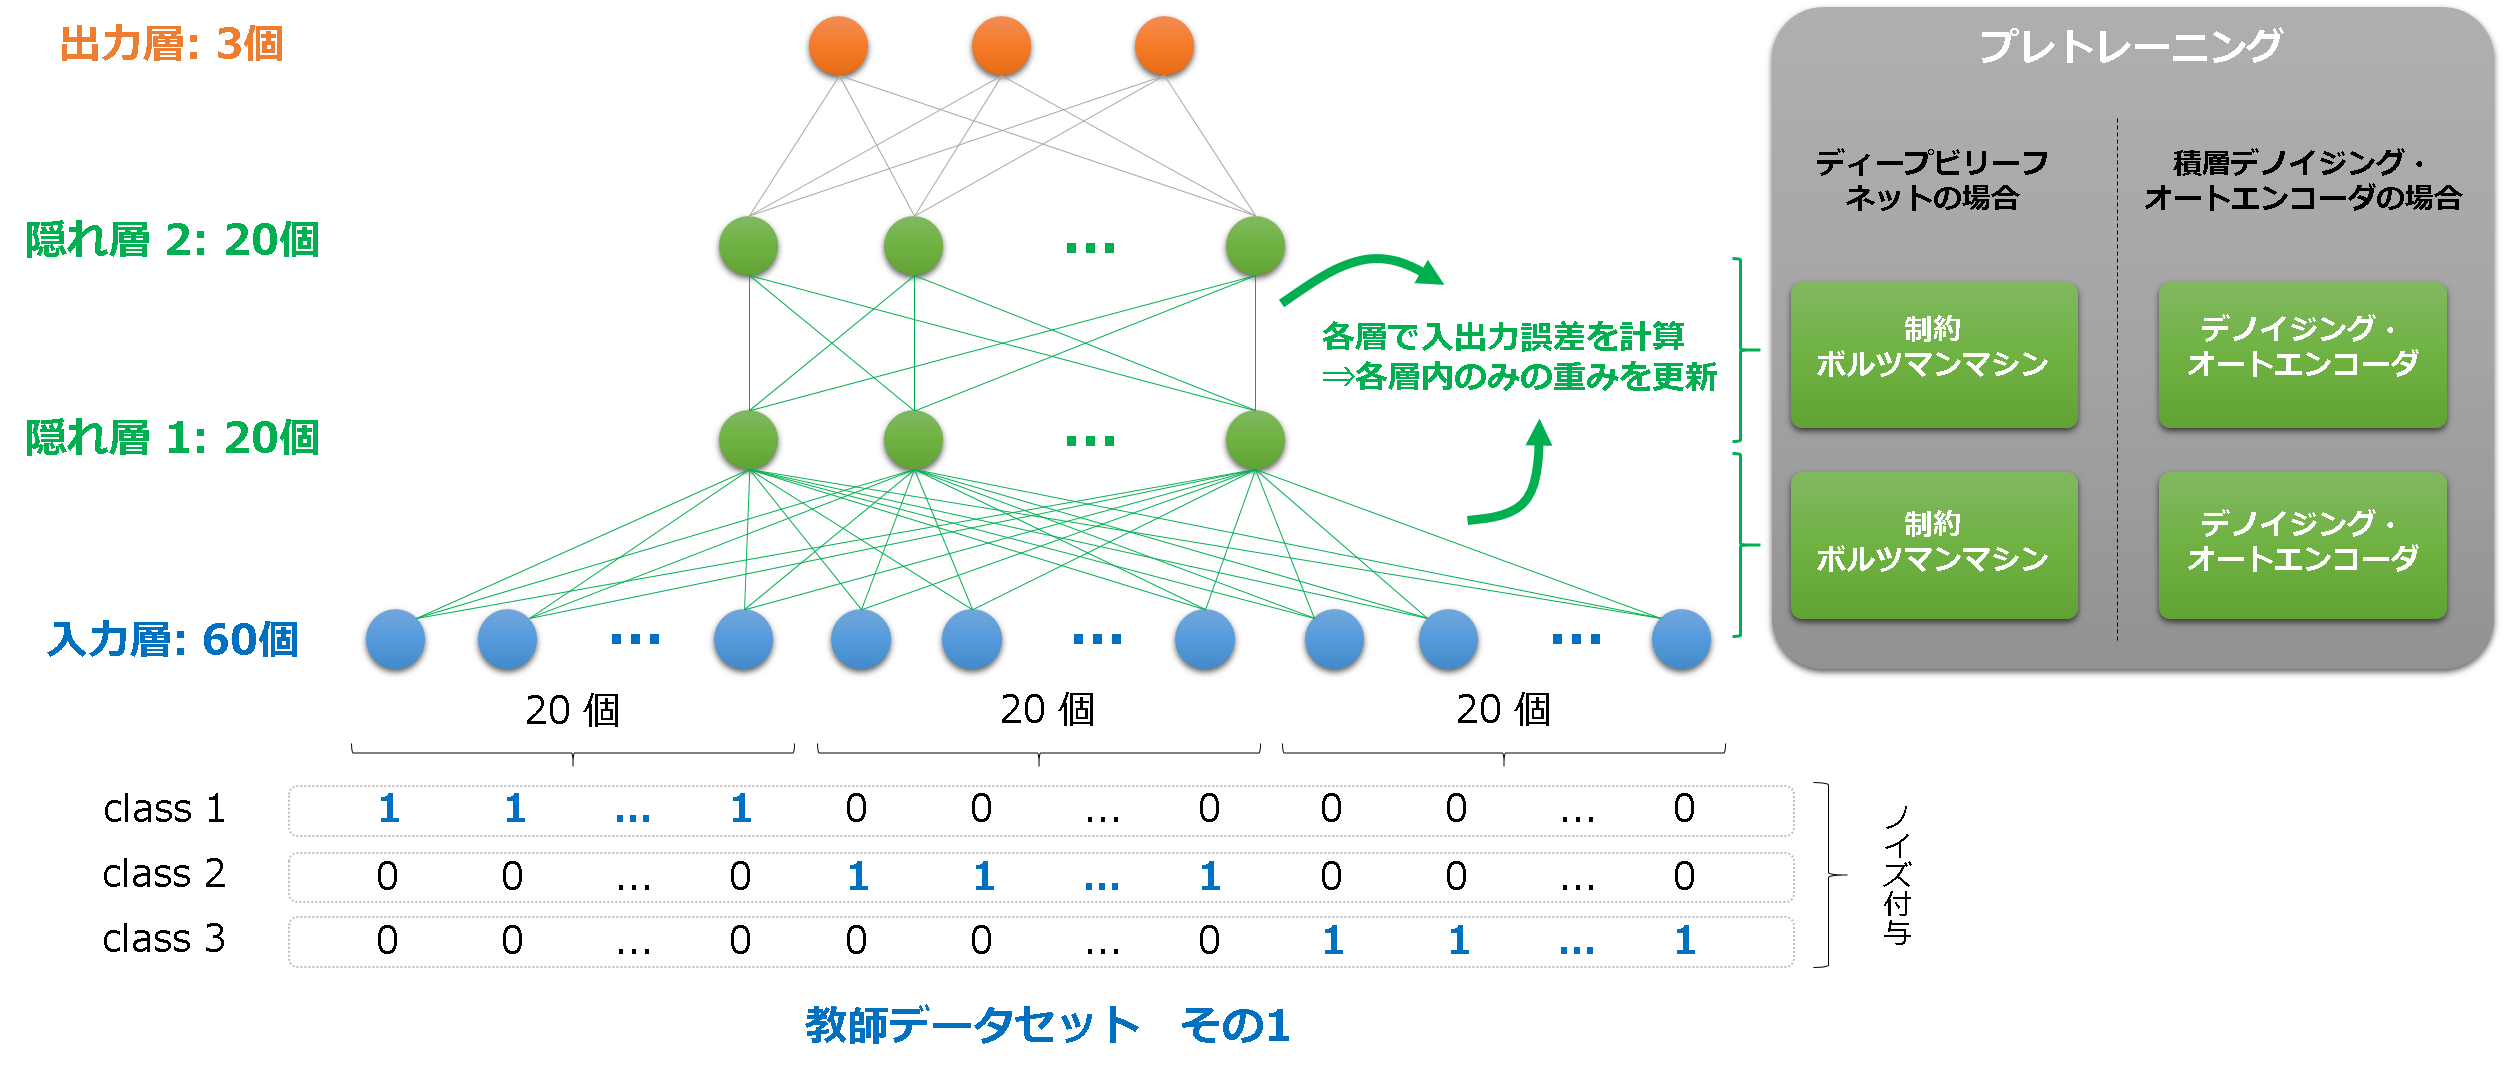 出力層: 3個
プレトレーニング
ディープビリーフ
ネットの場合
積層デノイジング・
オートエンコーダの場合
隠れ層 2: 20個
…
各層で入出力誤差を計算
⇒各層内のみの重みを更新
制約
ボルツマンマシン
デノイジング・
オートエンコーダ
隠れ層 1: 20個
…
制約
ボルツマンマシン
デノイジング・
オートエンコーダ
入力層: 60個
… … …
20 個 20 個 20 個
class 1 1 1 … 1 0 0 … 0 0 0 … 0
class 2 0 0 … 0 1 1 … 1 0 0 … 0
class 3 0 0 … 0 0 0 … 0 1 1 … 1
ノイズ付与
教師データセット その1